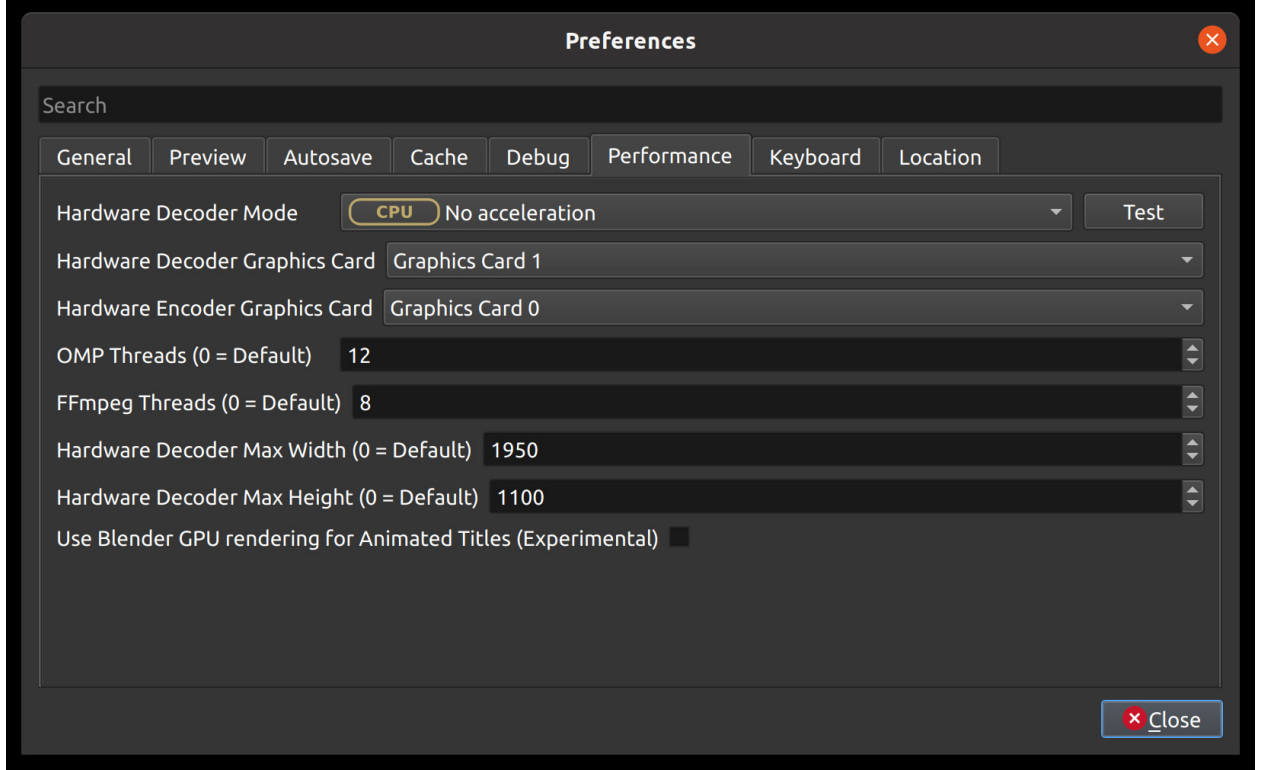 Preferences
Search
General Preview Autosave Cache Debug Performance Keyboard Location
Hardware Decoder Mode CPU No acceleration Test
Hardware Decoder Graphics Card Graphics Card 1
Hardware Encoder Graphics Card Graphics Card 0
OMP Threads (0 = Default) 12
FFmpeg Threads (0 = Default) 8
Hardware Decoder Max Width (0 = Default) 1950
Hardware Decoder Max Height (0 = Default) 1100
Use Blender GPU rendering for Animated Titles (Experimental)
Close